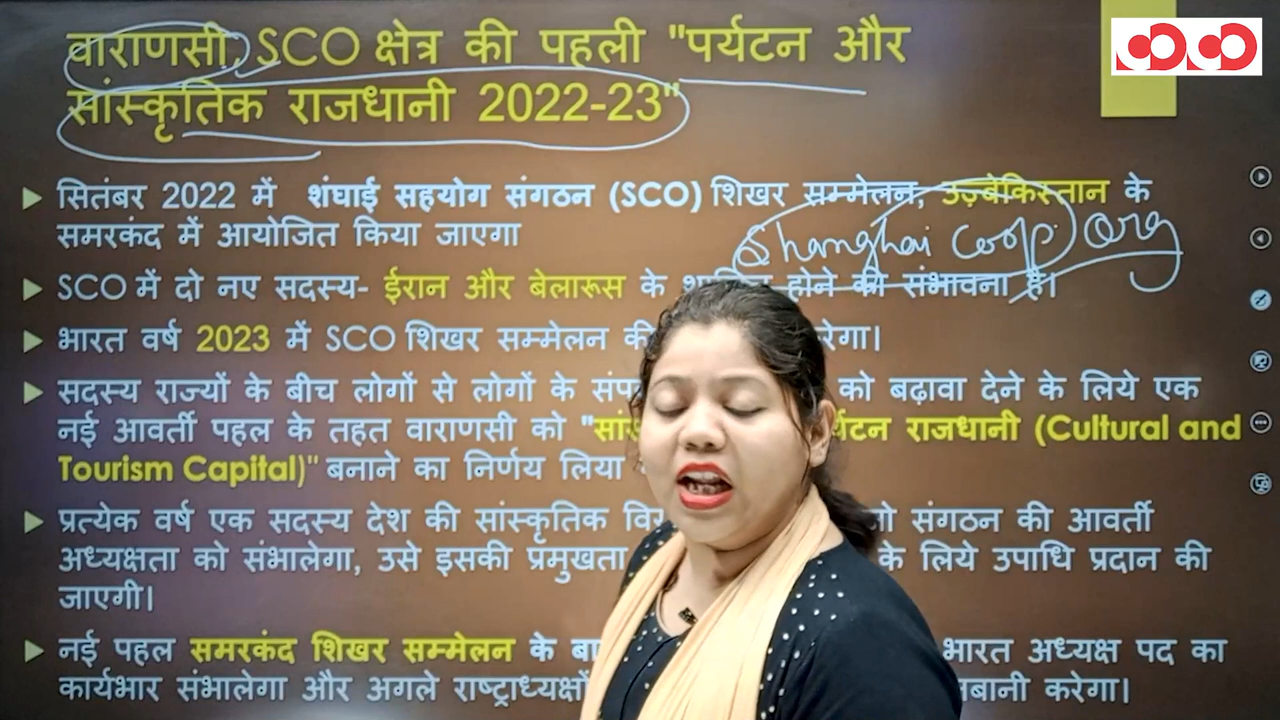 वाराणसी, SCO क्षेत्र की पहली "पर्यटन और
सांस्कृतिक राजधानी 2022-23"
सितंबर 2022 में शंघाई सहयोग संगठन (SCO) शिखर सम्मेलन, उज़्बेकिस्तान के
समरकंद में आयोजित किया जाएगा
Shanghai Coop. Org
SCO में दो नए सदस्य- ईरान और बेलारूस के होने की संभावना है।
भारत वर्ष 2023 में SCO शिखर सम्मेलन
सदस्य राज्यों के बीच लोगों से लोगों के को बढ़ावा देने के लिये एक
नई आवर्ती पहल के तहत वाराणसी को " राजधानी (Cultural and
Tourism Capital)" बनाने का निर्णय लिया
प्रत्येक वर्ष एक सदस्य देश की सांस्कृतिक संगठन की आवर्ती
अध्यक्षता को संभालेगा, उसे इसकी प्रमुखता के लिये उपाधि प्रदान की
जाएगी।
नई पहल समरकंद शिखर सम्मेलन के भारत अध्यक्ष पद का
कार्यभार संभालेगा और अगले करेगा।